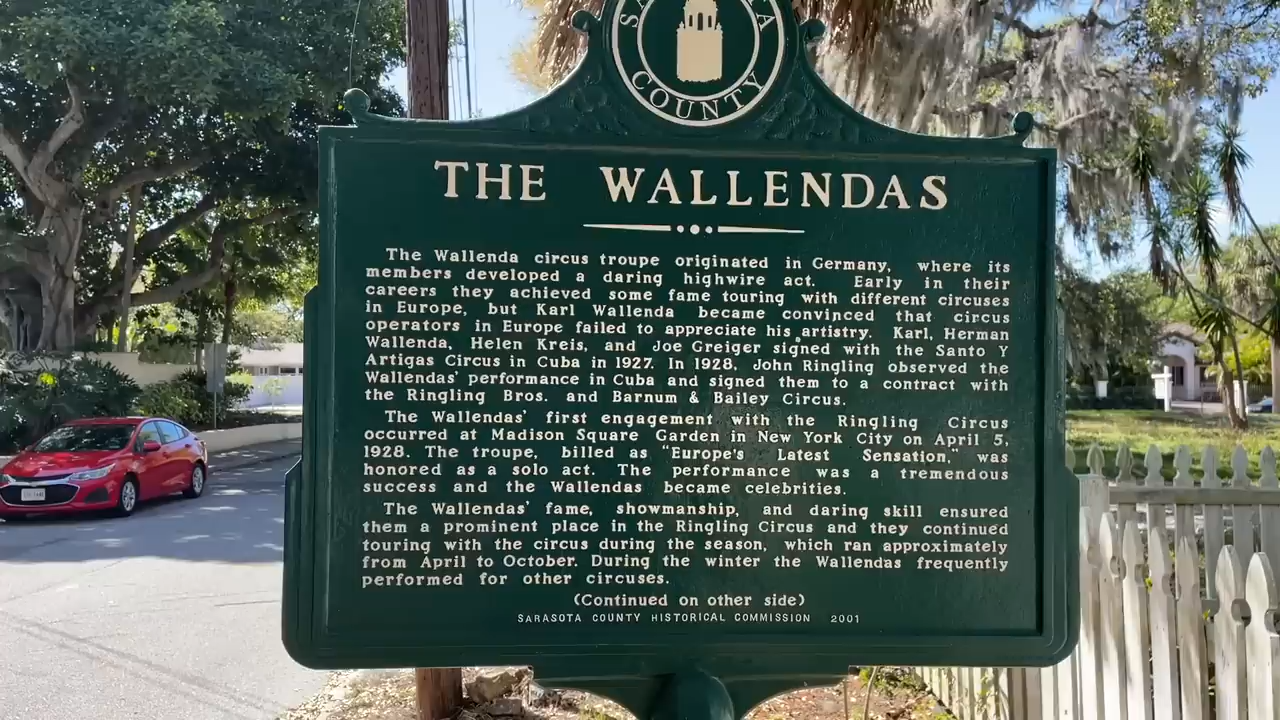 COUNTY
THE WALLENDAS
The Wallenda circus troupe originated in Germany, where its
members developed a daring highwire act. Early in their
careers they achieved some fame touring with different circuses
in Europe, but Karl Wallenda became convinced that circus
operators in Europe failed to appreciate his artistry. Karl, Herman
Wallenda, Helen Kreis, and Joe Greiger signed with the Santo Y
Artigas Circus in Cuba in 1927. In 1928, John Ringling observed the
Wallendas' performance in Cuba and signed them to a contract with
the Ringling Bros. and Barnum & Bailey Circus.
The Wallendas' first engagement with the Ringling Circus
occurred at Madison Square Garden in New York City on April 5,
1928. The troupe, billed as "Europe's Latest Sensation," was
honored as a solo act. The performance was a tremendous
success and the Wallendas became celebrities.
The Wallendas' fame, showmanship, and daring skill ensured
them a prominent place in the Ringling Circus and they continued
touring with the circus during the season, which ran approximately
from April to October. During the winter the Wallendas frequently
performed for other circuses.
(Continued on other side)
SARASOTA COUNTY HISTORICAL COMMISSION 2001